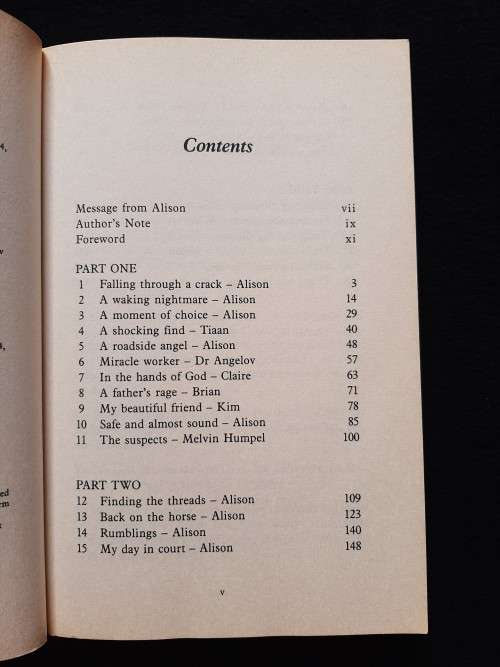 4,
v
4,
ed
em
Contents
Message from Alison vii
Author's Note ix
Foreword xi
PART ONE
1 Falling through a crack – Alison 3
2 A waking nightmare – Alison 14
3 A moment of choice – Alison 29
4 A shocking find – Tiaan 40
5 A roadside angel – Alison 48
6 Miracle worker – Dr Angelov 57
7 In the hands of God – Claire 63
8 A father's rage – Brian 71
9 My beautiful friend – Kim 78
10 Safe and almost sound – Alison 85
11 The suspects – Melvin Humpel 100
PART TWO
12 Finding the threads – Alison 109
13 Back on the horse – Alison 123
14 Rumblings – Alison 140
15 My day in court – Alison 148
v